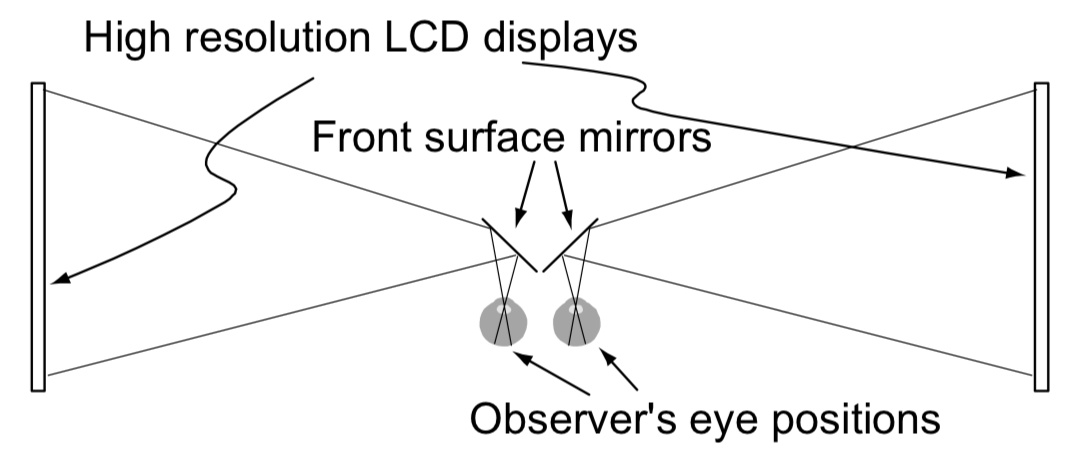 High resolution LCD displays
Front surface mirrors
Observer's eye positions